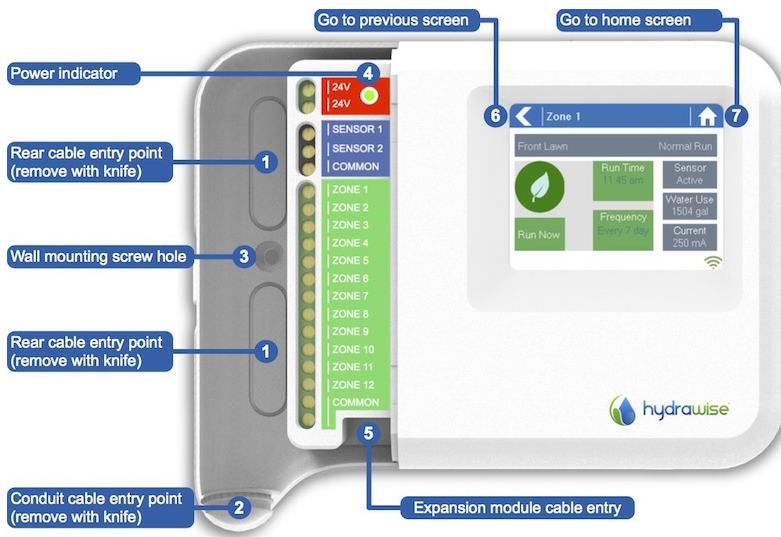 Go to previous screen
Go to home screen
Power indicator
4
24V
24V
6
Zone 1
7
SENSOR 1
SENSOR 2
COMMON
Front Lawn
Normal Run
Rear cable entry point
(remove with knife)
1
Run Time
11:45 am
Sensor
Active
ZONE 1
ZONE 2
ZONE 3
ZONE 4
ZONE 5
ZONE 6
ZONE 7
ZONE 8
ZONE 9
ZONE 10
ZONE 11
ZONE 12
COMMON
Water Use
1504 gal
Run Now
Frequency
Every 7 day
Current
250 mA
Wall mounting screw hole
3
Rear cable entry point
(remove with knife)
1
hydrawise
5
Conduit cable entry point
(remove with knife)
2
Expansion module cable entry